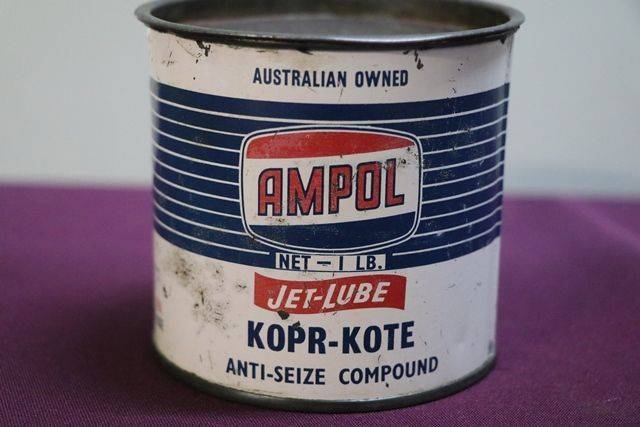 AUSTRALIAN OWNED
AMPOL
NET - 1 LB.
JET-LUBE
KOPR-KOTE
ANTI-SEIZE COMPOUND